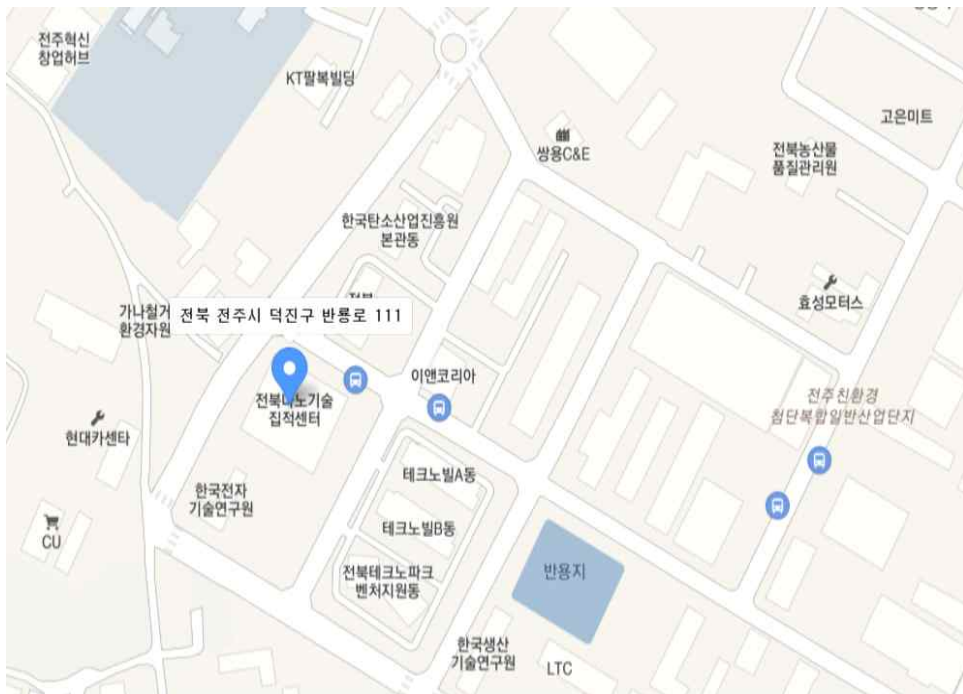 전주혁신
창업허브
KT팔복빌딩
쌍용C&E
고은미트
전북농산물
품질관리원
한국탄소산업진흥원
본관동
효성모터스
가나철거
환경자원
전북 전주시 덕진구 반룡로 111
이앤코리아
전주친환경
첨단복합일반산업단지
집적센터
현대카센타
테크노빌A동
한국전자
기술연구원
CU
테크노빌B동
전북테크노파크
벤처지원동
반용지
한국생산
기술연구원
LTC